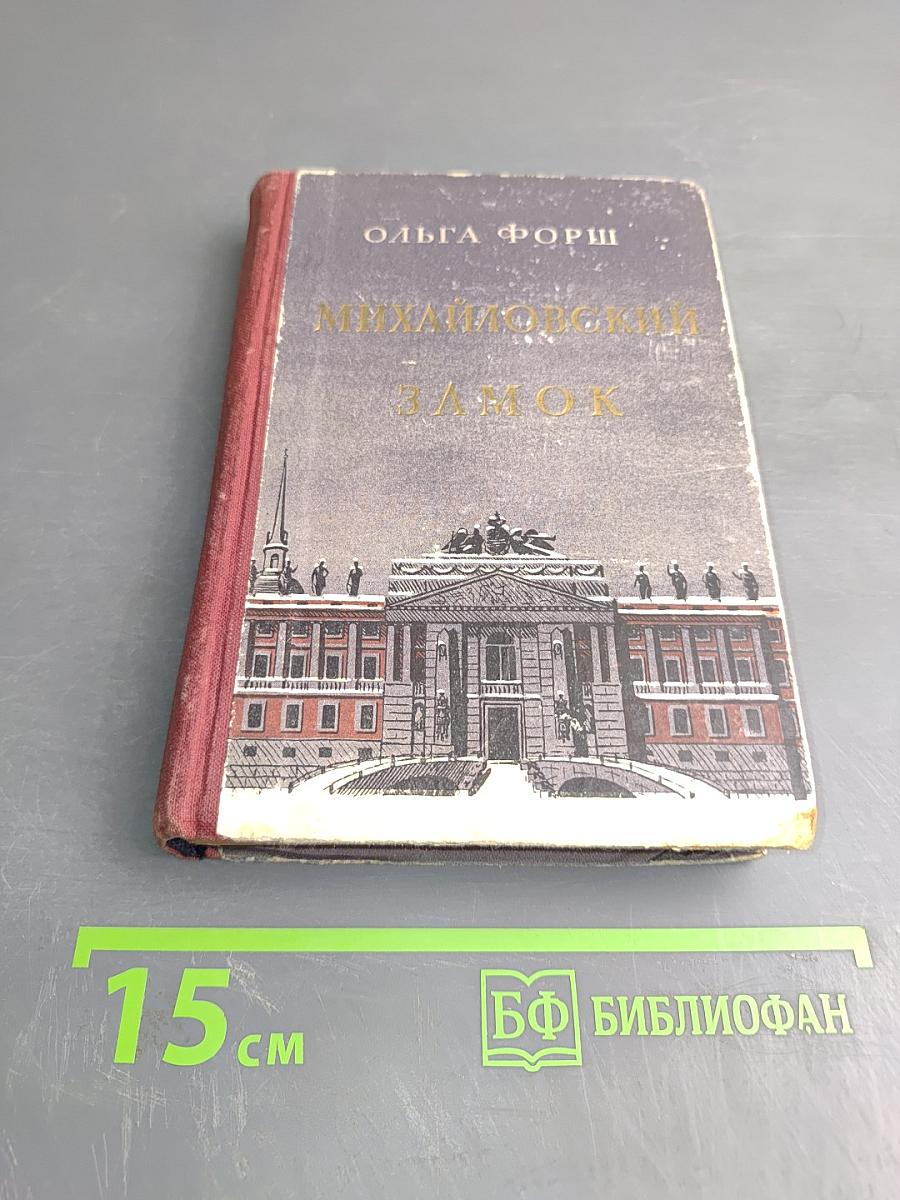 ОЛЬГА ФОРШ
МИХАЙЛОВСКИЙ
ЗАМОК
15 см
БФ БИБЛИОФАН